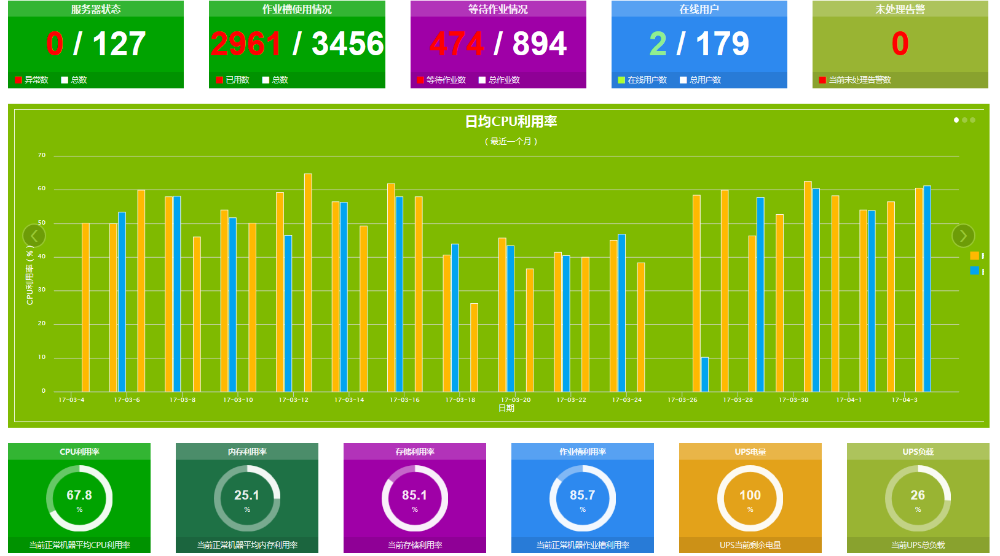 服务器状态
0 / 127
异常数 总数
作业槽使用情况
2961 / 3456
已用数 总数
等待作业情况
474 / 894
等待作业数 总作业数
在线用户
2 / 179
在线用户数 总用户数
未处理告警
0
当前未处理告警数
日均CPU利用率
（最近一个月）
CPU利用率（%）
70
60
50
40
30
20
10
0
17-03-4 17-03-6 17-03-8 17-03-10 17-03-12 17-03-14 17-03-16 17-03-18 17-03-20 17-03-22 17-03-24 17-03-26 17-03-28 17-03-30 17-04-1 17-04-3
日期
CPU利用率
67.8
%
当前正常机器平均CPU利用率
内存利用率
25.1
%
当前正常机器平均内存利用率
存储利用率
85.1
%
当前存储利用率
作业槽利用率
85.7
%
当前正常机器作业槽利用率
UPS电量
100
%
UPS当前剩余电量
UPS负载
26
%
当前UPS总负载